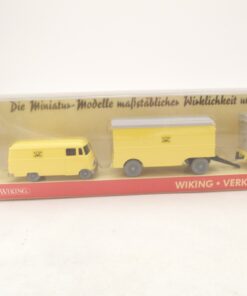 Die Miniatur-Modelle maßstäblicher Wirklichkeit u
WIKING
WIKING · VERK